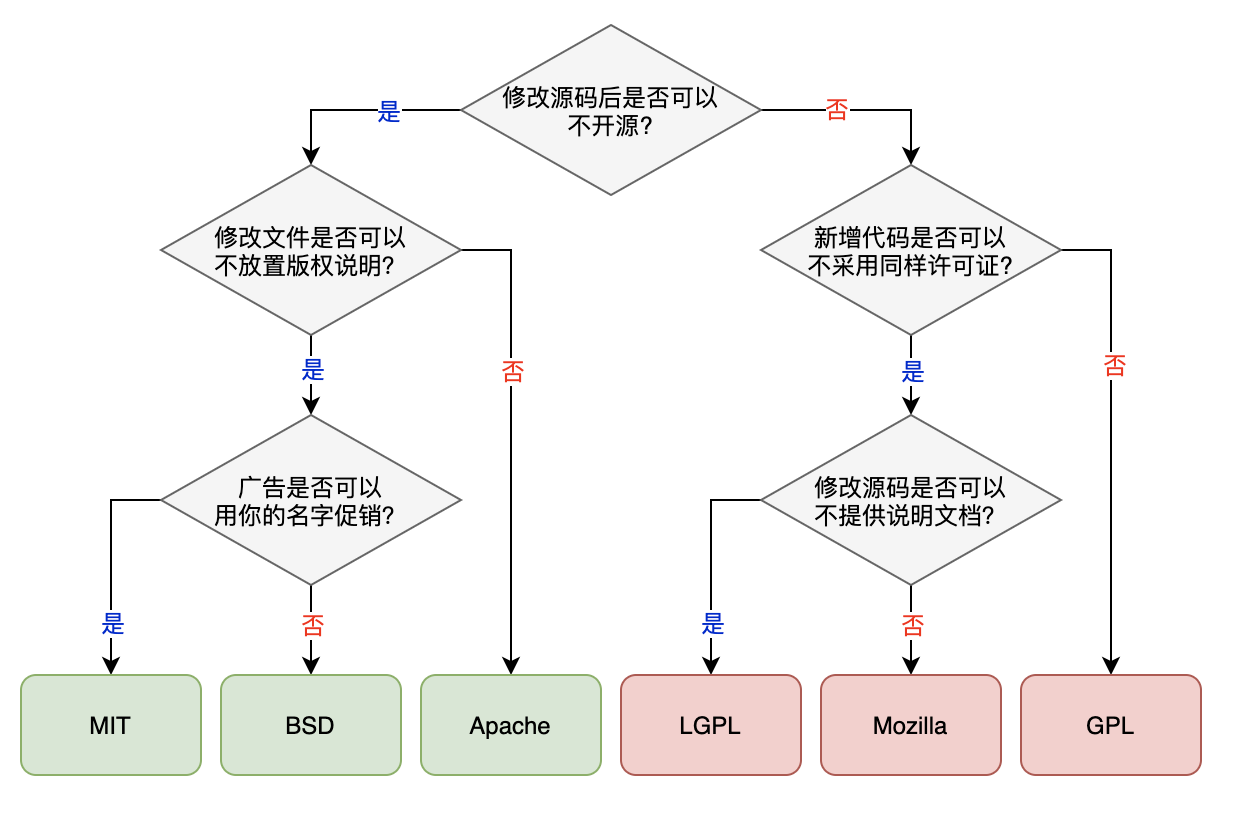 修改源码后是否可以
不开源?
是
否
修改文件是否可以
不放置版权说明?
新增代码是否可以
不采用同样许可证?
是
否
是
否
广告是否可以
用你的名字促销?
修改源码是否可以
不提供说明文档?
是
否
是
否
MIT
BSD
Apache
LGPL
Mozilla
GPL